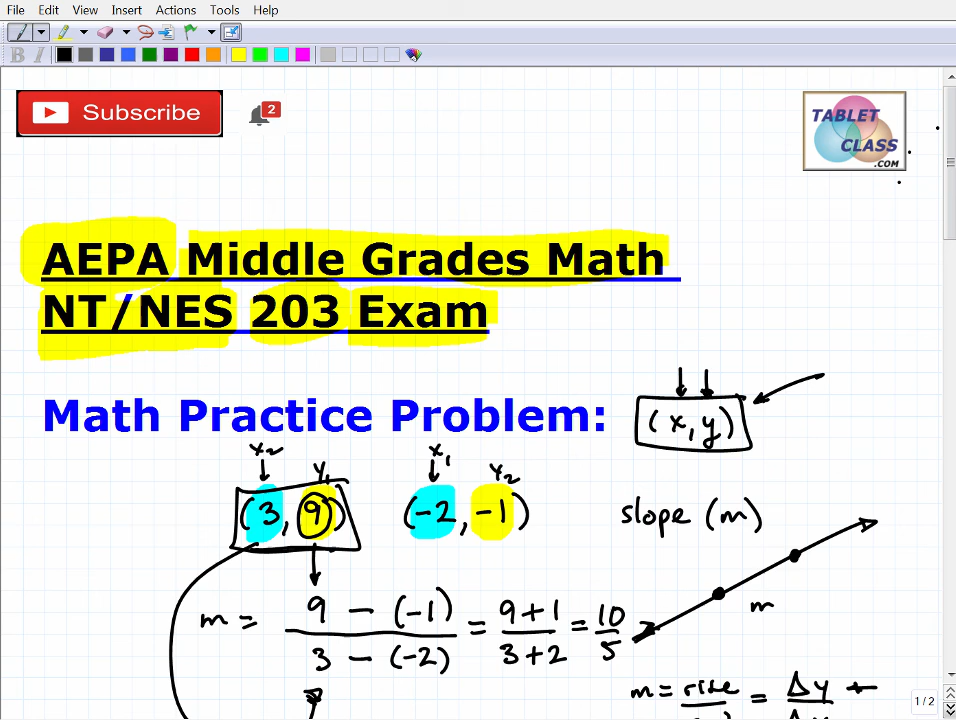 File Edit View Insert Actions Tools Help
B I
Subscribe
2
TABLET
CLASS
.COM
AEPA Middle Grades Math
NT/NES 203 Exam
Math Practice Problem:
(x,y)
x₂ y₁ x₁ y₂
(3, 9) (-2, -1)
slope (m)
m = 9 - (-1) / 3 - (-2) = 9+1 / 3+2 = 10 / 5
m
m = rise = Δy
1/2